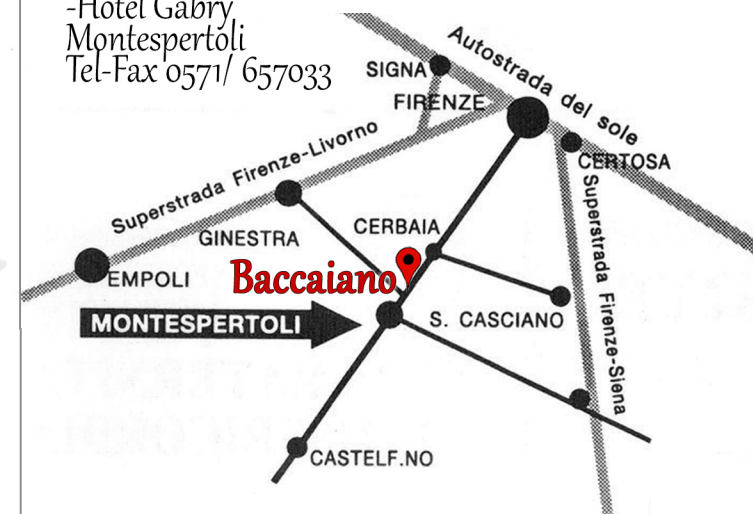 -Hotel Gabry
Montespertoli
Tel-Fax 0571/ 657033
Autostrada del sole
SIGNA
FIRENZE
CERTOSA
Superstrada Firenze-Livorno
Superstrada Firenze-Siena
GINESTRA
CERBAIA
EMPOLI
Baccaiano
MONTESPERTOLI
S. CASCIANO
CASTELF.NO